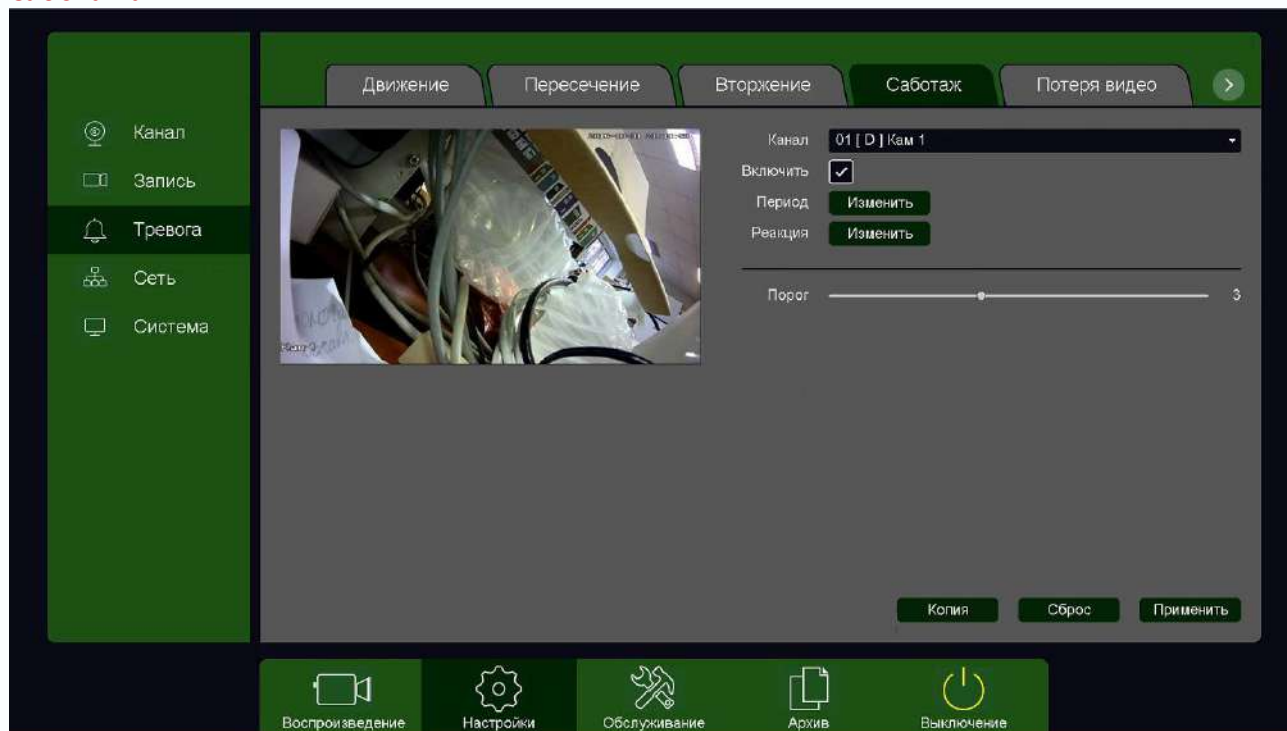 Движение
Пересечение
Вторжение
Саботаж
Потеря видео
Канал
Запись
Тревога
Сеть
Система
Канал 01 [ D ] Кам 1
Включить
Период Изменить
Реакция Изменить
Порог 3
Копия
Сброс
Применить
Воспроизведение
Настройки
Обслуживание
Архив
Выключение